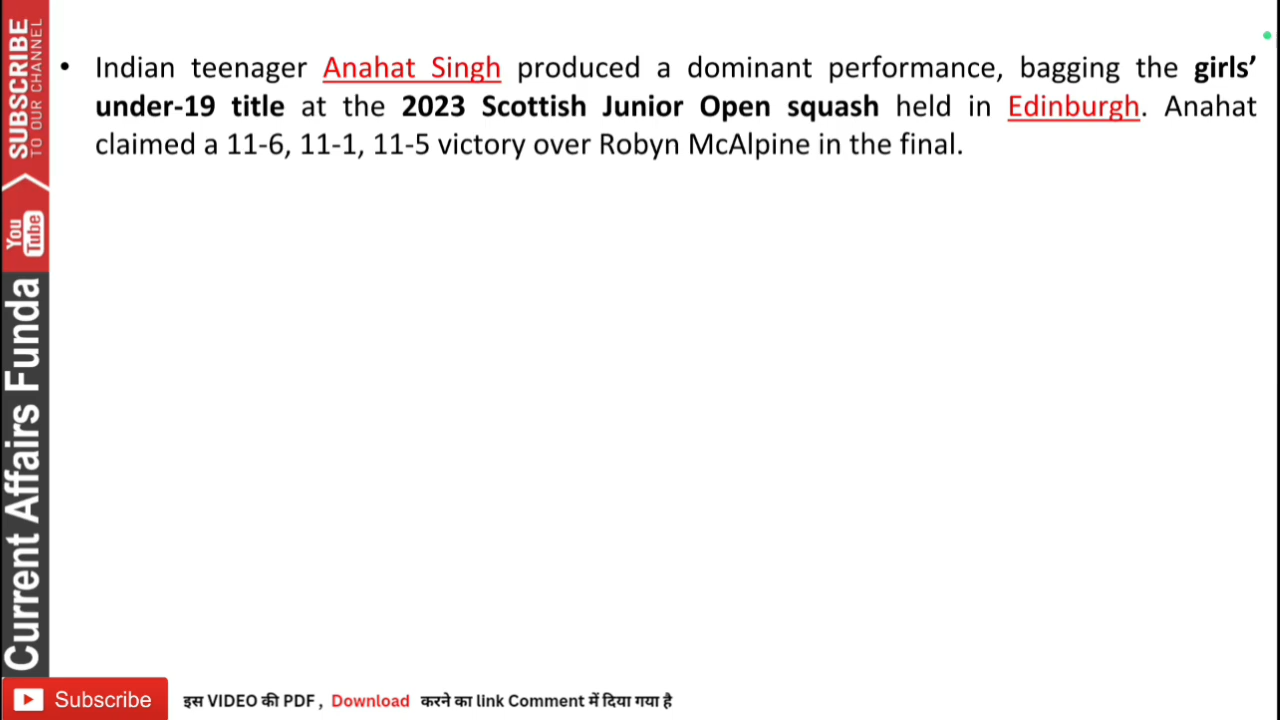 SUBSCRIBE
TO OUR CHANNEL
You
Tube
Current Affairs Funda
• Indian teenager Anahat Singh produced a dominant performance, bagging the girls’
under-19 title at the 2023 Scottish Junior Open squash held in Edinburgh. Anahat
claimed a 11-6, 11-1, 11-5 victory over Robyn McAlpine in the final.
Subscribe
इस VIDEO की PDF , Download करने का link Comment में दिया गया है